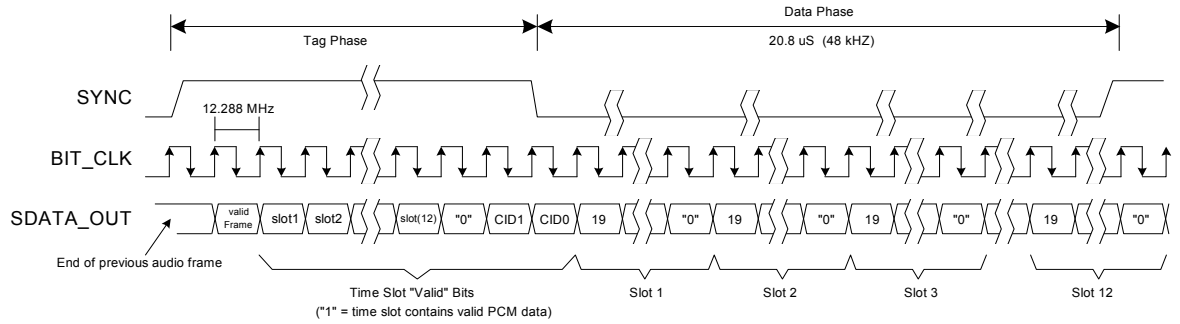 Data Phase
Tag Phase
20.8 uS (48 kHZ)
SYNC
12.288 MHz
BIT_CLK
SDATA_OUT
valid
Frame
slot1
slot2
slot(12)
"0"
CID1
CID0
19
"0"
19
"0"
19
"0"
19
"0"
End of previous audio frame
Time Slot "Valid" Bits
("1" = time slot contains valid PCM data)
Slot 1
Slot 2
Slot 3
Slot 12